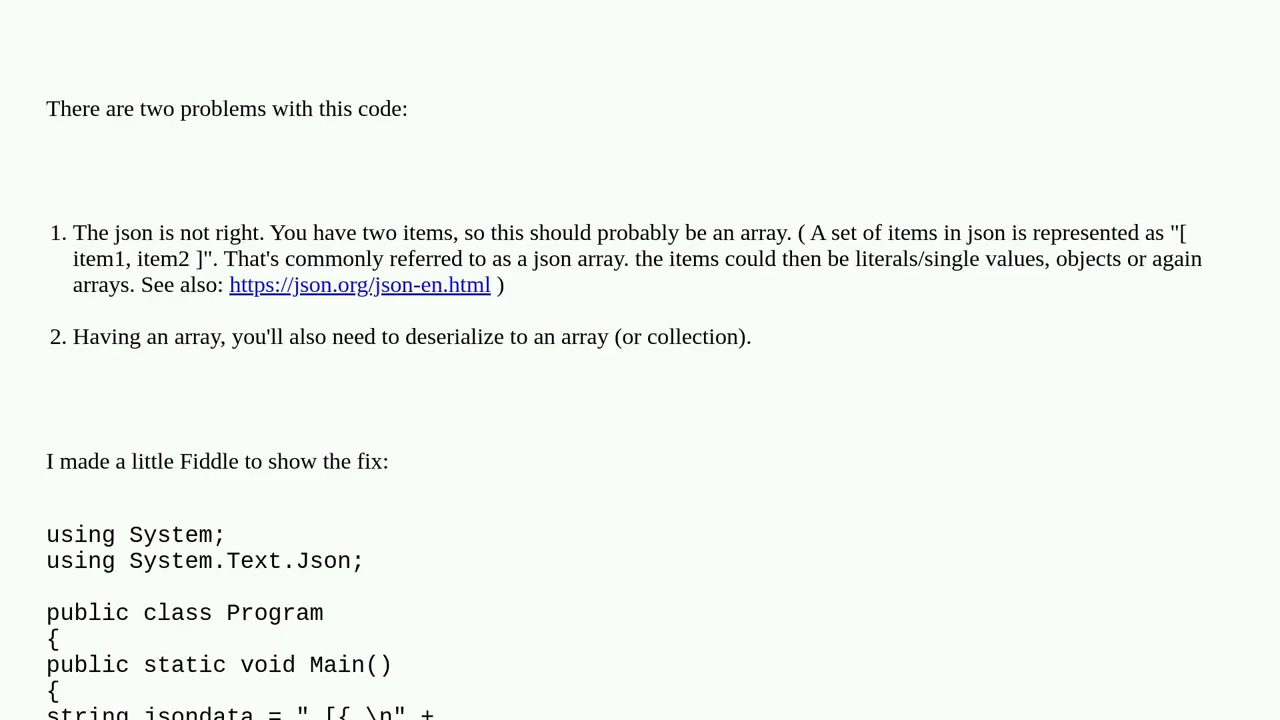 There are two problems with this code:
1. The json is not right. You have two items, so this should probably be an array. ( A set of items in json is represented as "[
item1, item2 ]". That's commonly referred to as a json array. the items could then be literals/single values, objects or again
arrays. See also: https://json.org/json-en.html )
2. Having an array, you'll also need to deserialize to an array (or collection).
I made a little Fiddle to show the fix:
using System;
using System.Text.Json;
public class Program
{
public static void Main()
{
string jsondata = " [{ \n" +